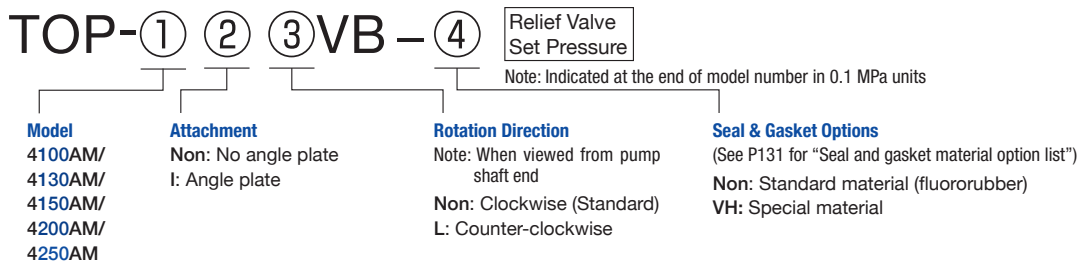 TOP-① ② ③VB – ④
Relief Valve
Set Pressure
Note: Indicated at the end of model number in 0.1 MPa units
Model
4100AM/
4130AM/
4150AM/
4200AM/
4250AM
Attachment
Non: No angle plate
I: Angle plate
Rotation Direction
Note: When viewed from pump
shaft end
Non: Clockwise (Standard)
L: Counter-clockwise
Seal & Gasket Options
(See P131 for “Seal and gasket material option list”)
Non: Standard material (fluororubber)
VH: Special material